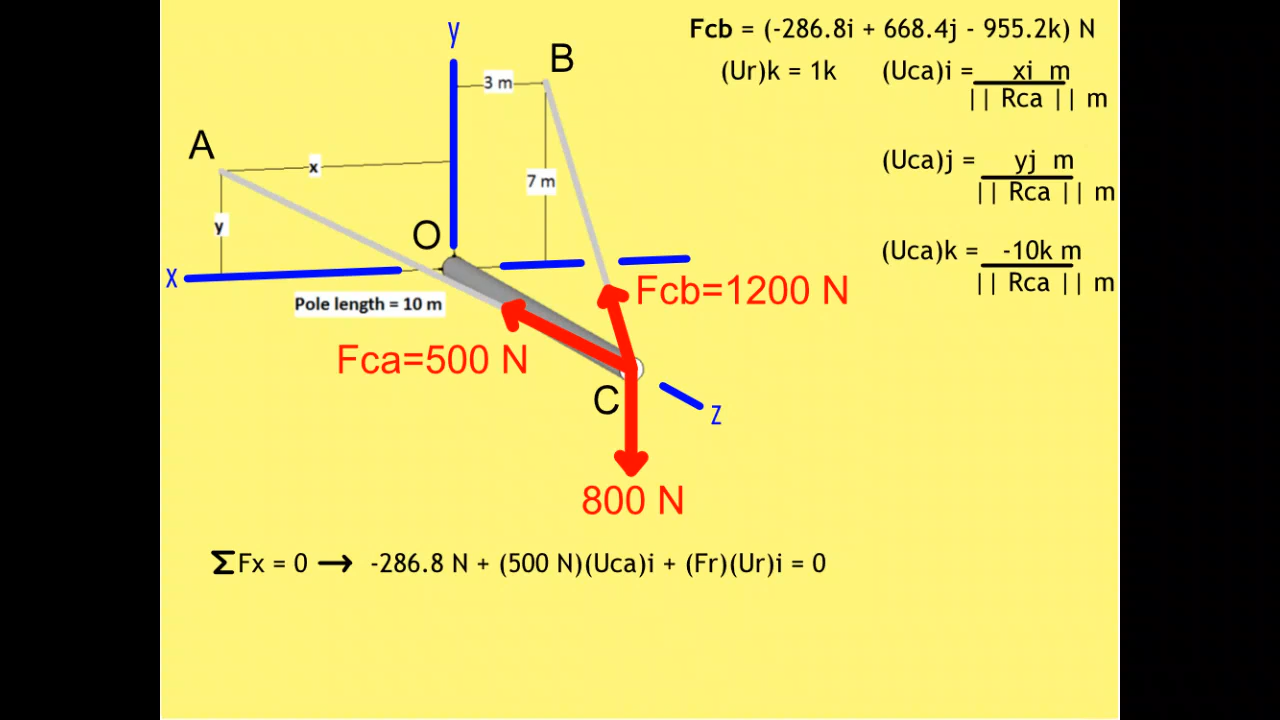 Fcb = (-286.8i + 668.4j - 955.2k) N
(Ur)k = 1k
(Uca)i = xi m
|| Rca || m
(Uca)j = yj m
|| Rca || m
(Uca)k = -10k m
|| Rca || m
y
B
3 m
A
x
7 m
y
O
x
Pole length = 10 m
Fcb=1200 N
Fca=500 N
C
z
800 N
ΣFx = 0 → -286.8 N + (500 N)(Uca)i + (Fr)(Ur)i = 0